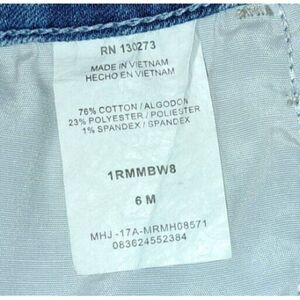 RN 130273
MADE IN VIETNAM
HECHO EN VIETNAM
76% COTTON / ALGODON
23% POLYESTER / POLIESTER
1% SPANDEX / SPANDEX
1RMMBW8
6 M
MHJ -17A-MRMH08571
083624552384